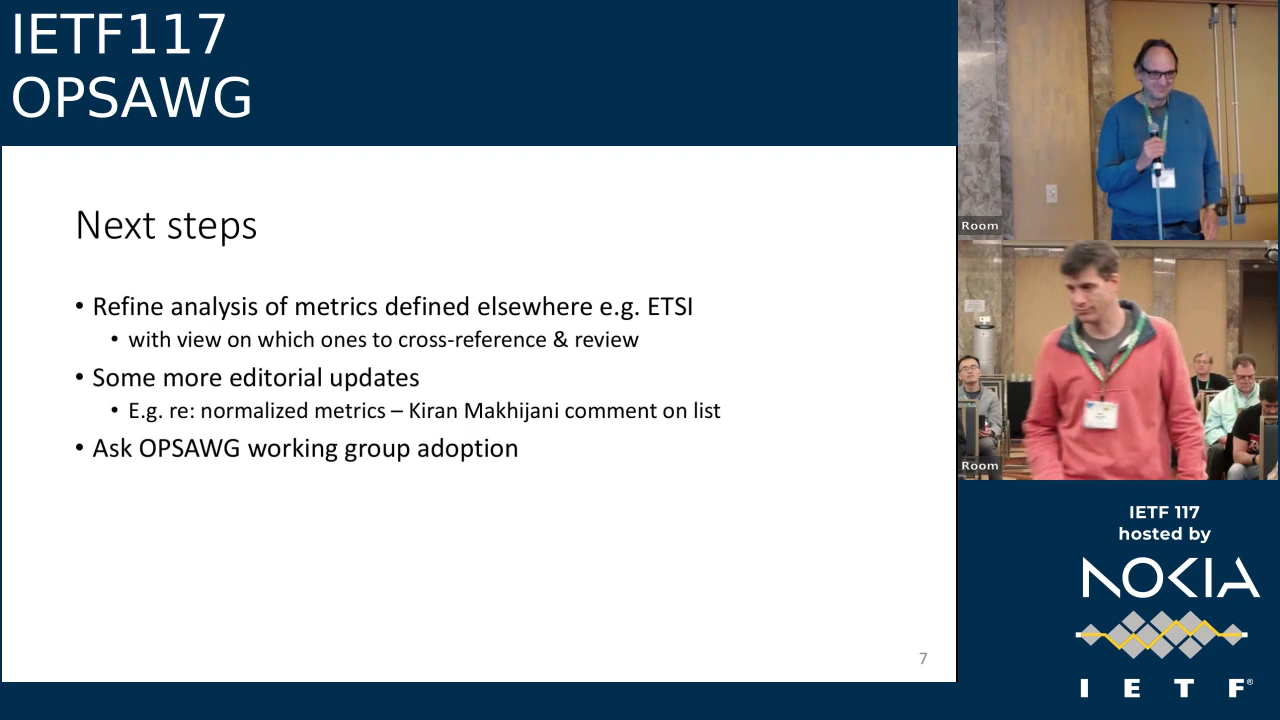 IETF117
OPSAWG
Next steps
• Refine analysis of metrics defined elsewhere e.g. ETSI
• with view on which ones to cross-reference & review
• Some more editorial updates
• E.g. re: normalized metrics – Kiran Makhijani comment on list
• Ask OPSAWG working group adoption
7
Room
Room
IETF 117
hosted by
NOKIA
I E T F®